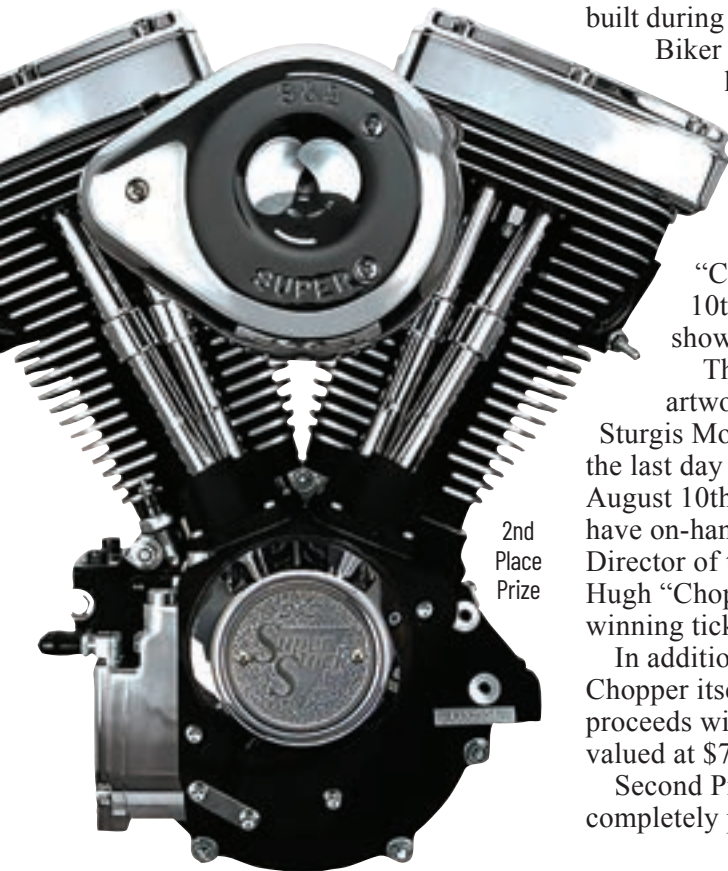 S&S
SUPER E
Super
Stock
2nd
Place
Prize
built during
Biker
“C
10t
show
Th
artwo
Sturgis Mo
the last day
August 10th
have on-han
Director of t
Hugh “Chop
winning tick
In addition
Chopper itse
proceeds wi
valued at $7
Second Pr
completely p